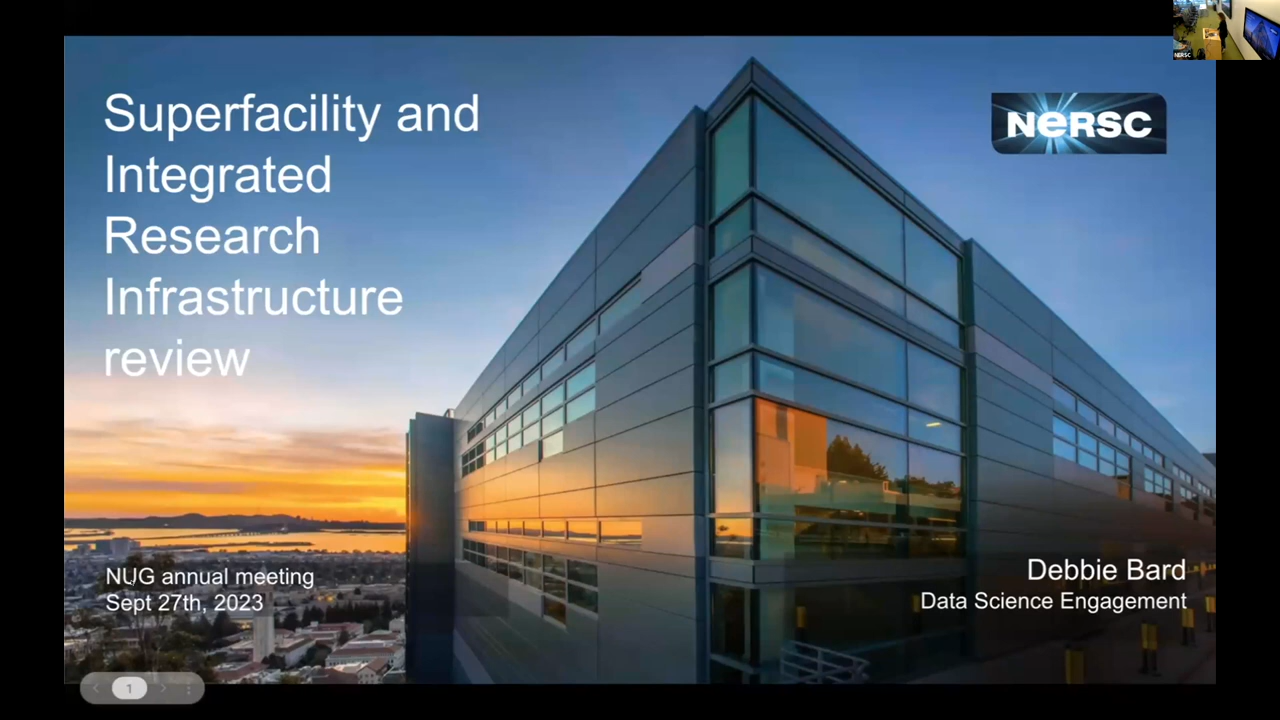 Superfacility and
Integrated
Research
Infrastructure
review
NERSC
NUG annual meeting
Sept 27th, 2023
Debbie Bard
Data Science Engagement
1
NERSC